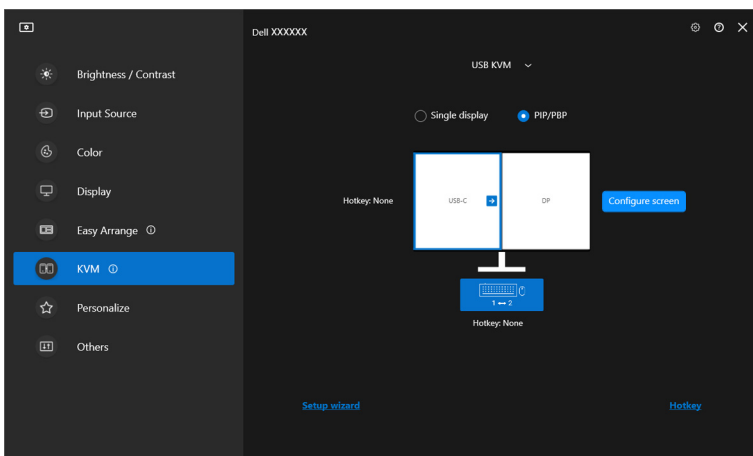 Dell XXXXXX
Brightness / Contrast
Input Source
Color
Display
Easy Arrange
KVM
Personalize
Others
USB KVM
Single display
PIP/PBP
Hotkey: None
USB-C
DP
Configure screen
1 ↔ 2
Hotkey: None
Setup wizard
Hotkey